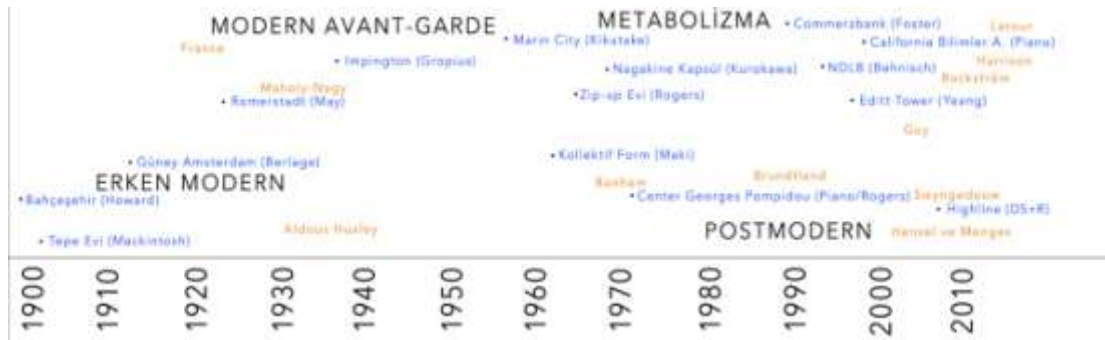 MODERN AVANT-GARDE
METABOLİZMA
• Commerzbank (Foster)
Latour
France
• Marin City (Kikutake)
• California Bilimler A. (Piano)
• Impington (Gropius)
Harrison
• Nagakine Kapsül (Kurokawa)
• NDLB (Behnisch)
Rockström
Moholy-Nagy
• Romerstadt (May)
• Zip-up Evi (Rogers)
• Editt Tower (Yeang)
Guy
• Güney Amsterdam (Berlage)
• Kollektif Form (Maki)
ERKEN MODERN
Banham
Brundtland
• Bahçeşehir (Howard)
• Center Georges Pompidou (Piano/Rogers)
Swyngedouw
• Highline (DS+R)
Aldous Huxley
POSTMODERN
Hensel ve Menges
• Tepe Evi (Mackintosh)
1900
1910
1920
1930
1940
1950
1960
1970
1980
1990
2000
2010